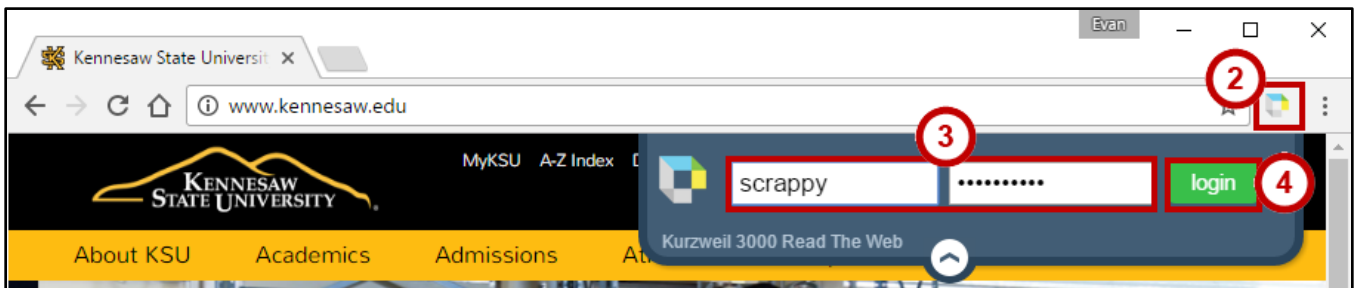 Evan
Kennesaw State Universit
www.kennesaw.edu
2
3
MyKSU A-Z Index
KENNESAW
STATE UNIVERSITY
scrappy
••••••••••
login
4
Kurzweil 3000 Read The Web
About KSU Academics Admissions